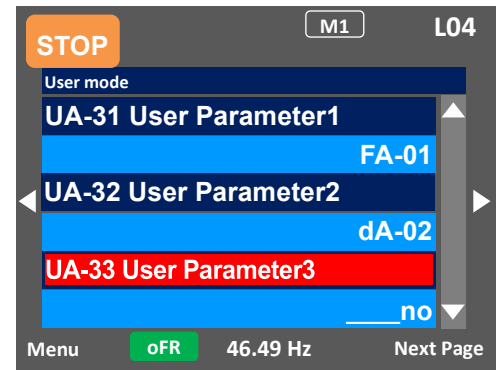 STOP M1 L04
User mode
UA-31 User Parameter1
FA-01
UA-32 User Parameter2
dA-02
UA-33 User Parameter3
____no
Menu oFR 46.49 Hz Next Page